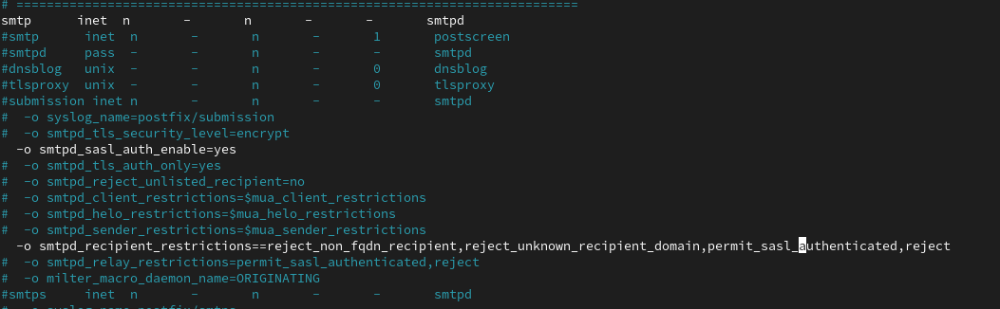 # ==========================================================================
smtp      inet  n       -       n       -       -       smtpd
#smtp      inet  n       -       n       -       1       postscreen
#smtpd     pass  -       -       n       -       -       smtpd
#dnsblog   unix  -       -       n       -       0       dnsblog
#tlsproxy  unix  -       -       n       -       0       tlsproxy
#submission inet n       -       n       -       -       smtpd
#  -o syslog_name=postfix/submission
#  -o smtpd_tls_security_level=encrypt
  -o smtpd_sasl_auth_enable=yes
#  -o smtpd_tls_auth_only=yes
#  -o smtpd_reject_unlisted_recipient=no
#  -o smtpd_client_restrictions=$mua_client_restrictions
#  -o smtpd_helo_restrictions=$mua_helo_restrictions
#  -o smtpd_sender_restrictions=$mua_sender_restrictions
  -o smtpd_recipient_restrictions==reject_non_fqdn_recipient,reject_unknown_recipient_domain,permit_sasl_authenticated,reject
#  -o smtpd_relay_restrictions=permit_sasl_authenticated,reject
#  -o milter_macro_daemon_name=ORIGINATING
#smtps     inet  n       -       n       -       -       smtpd